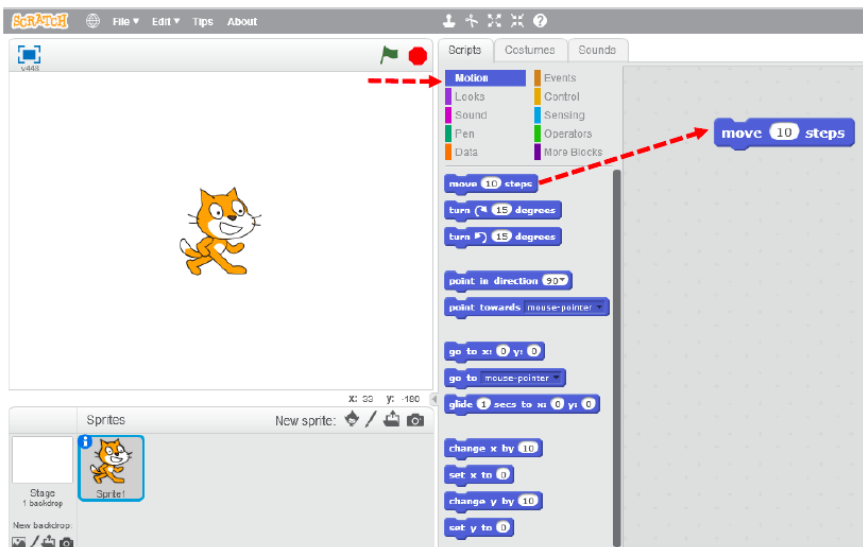 SCRATCH File▼ Edit▼ Tips About
v448
Scripts Costumes Sounds
Motion Events
Looks Control
Sound Sensing
Pen Operators
Data More Blocks
move 10 steps
move 10 steps
turn 15 degrees
turn 15 degrees
point in direction 90▼
point towards mouse-pointer
go to x: 0 y: 0
go to mouse-pointer
glide 1 secs to x: 0 y: 0
change x by 10
set x to 0
change y by 10
set y to 0
x: 33 y: -180
Sprites New sprite:
Stage
1 backdrop
New backdrop:
Sprite1